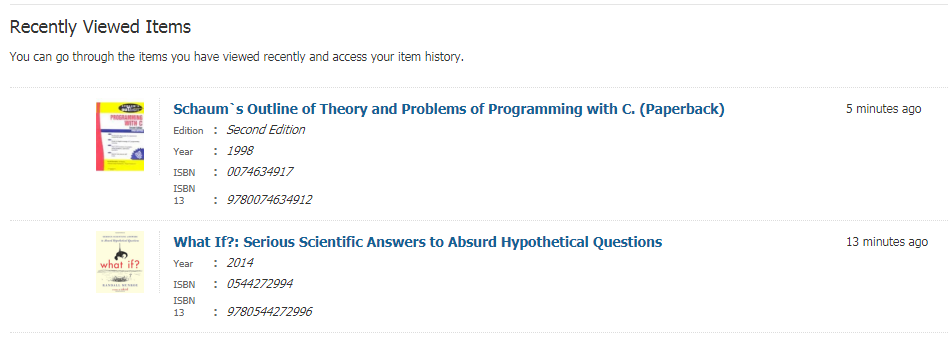 Recently Viewed Items
You can go through the items you have viewed recently and access your item history.
Schaum`s Outline of Theory and Problems of Programming with C. (Paperback)
5 minutes ago
Edition : Second Edition
Year : 1998
ISBN : 0074634917
ISBN
13 : 9780074634912
PROGRAMMING
WITH C
What If?: Serious Scientific Answers to Absurd Hypothetical Questions
13 minutes ago
Year : 2014
ISBN : 0544272994
ISBN
13 : 9780544272996
what if?